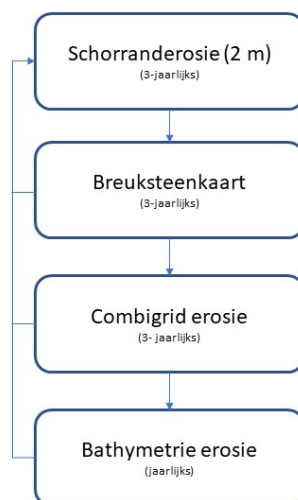 Schorranderosie (2 m)
(3-jaarlijks)
Breuksteenkaart
(3-jaarlijks)
Combigrid erosie
(3- jaarlijks)
Bathymetrie erosie
(jaarlijks)